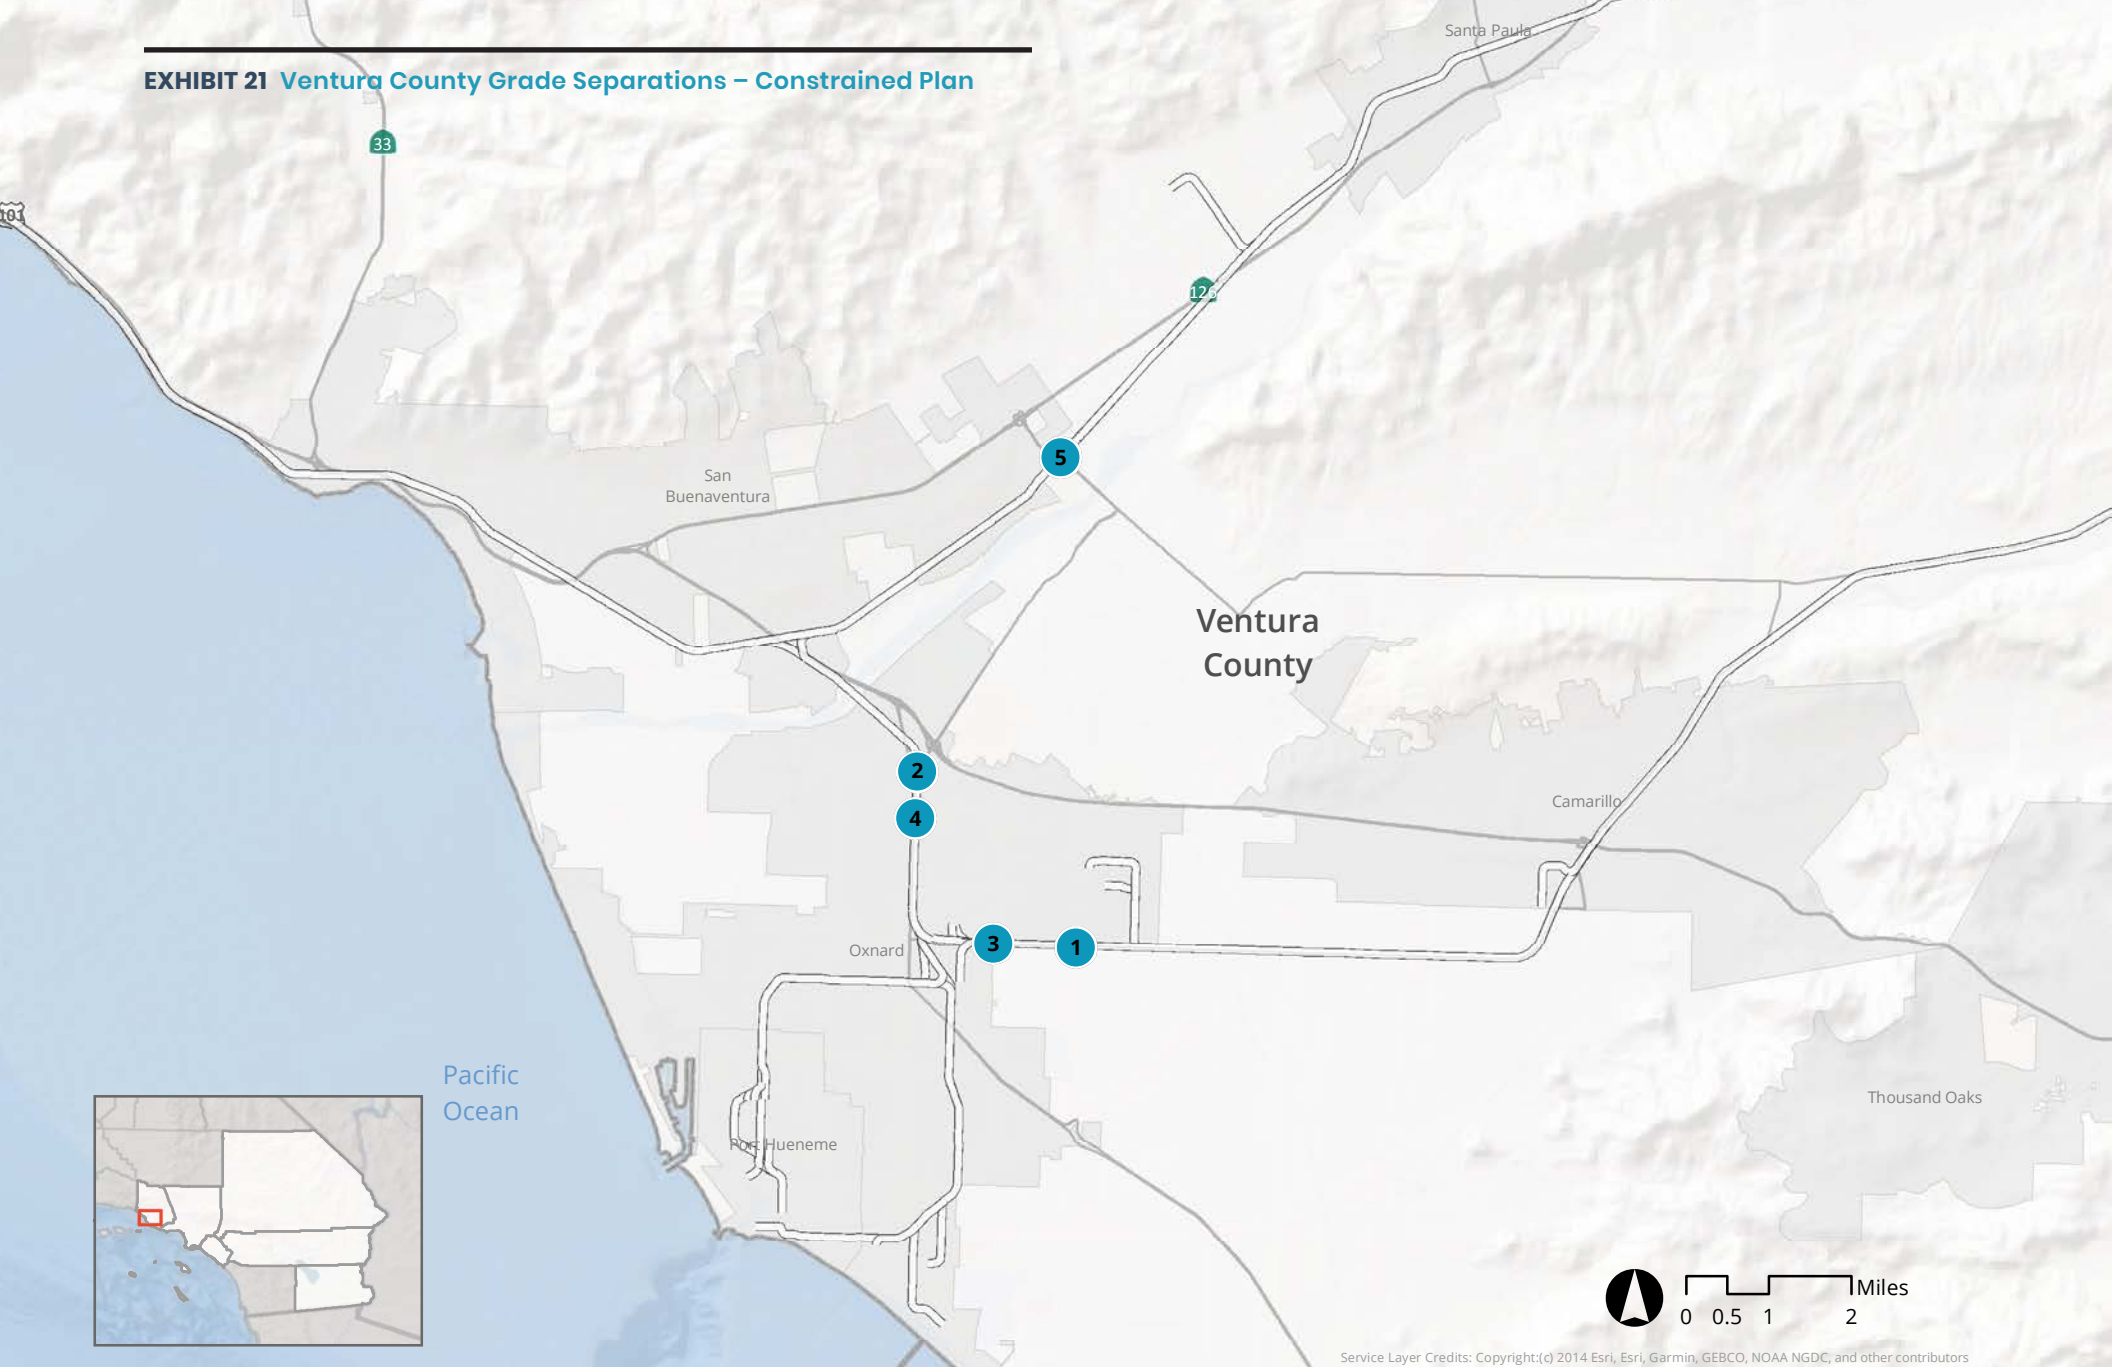 Santa Paula
EXHIBIT 21 Ventura County Grade Separations – Constrained Plan
33
101
126
5
San
Buenaventura
Ventura
County
2
4
Camarillo
3
1
Oxnard
Pacific
Ocean
Thousand Oaks
Port Hueneme
Miles
0 0.5 1 2
Service Layer Credits: Copyright:(c) 2014 Esri, Esri, Garmin, GEBCO, NOAA NGDC, and other contributors